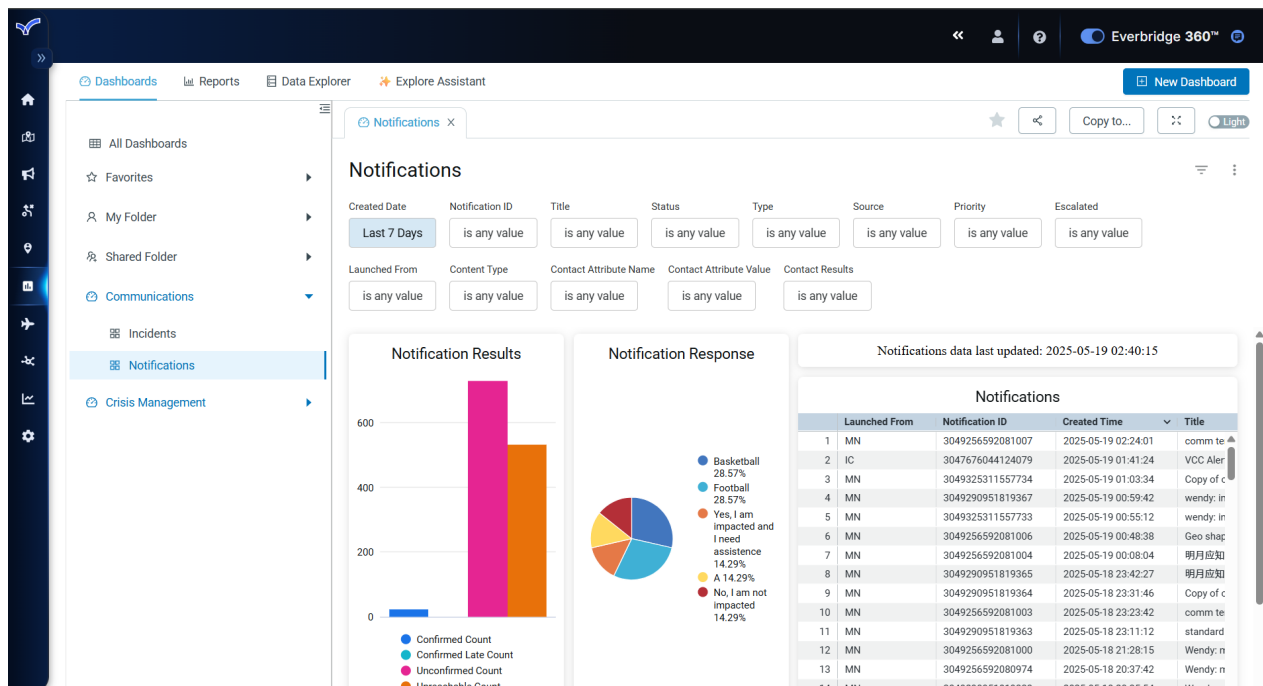 Everbridge 360™
Dashboards
Reports
Data Explorer
Explore Assistant
New Dashboard
All Dashboards
Favorites
My Folder
Shared Folder
Communications
Incidents
Notifications
Crisis Management
Notifications X
Copy to...
Light
Notifications
Created Date Notification ID Title Status Type Source Priority Escalated
Last 7 Days is any value is any value is any value is any value is any value is any value is any value
Launched From Content Type Contact Attribute Name Contact Attribute Value Contact Results
is any value is any value is any value is any value is any value
Notification Results
600
400
200
0
Confirmed Count
Confirmed Late Count
Unconfirmed Count
Unreachable Count
Notification Response
Basketball
28.57%
Football
28.57%
Yes, I am
impacted and
I need
assistence
14.29%
A 14.29%
No, I am not
impacted
14.29%
Notifications data last updated: 2025-05-19 02:40:15
Notifications
Launched From Notification ID Created Time Title
1 MN 3049256592081007 2025-05-19 02:24:01 comm te
2 IC 3047676044124079 2025-05-19 01:41:24 VCC Aler
3 MN 3049325311557734 2025-05-19 01:03:34 Copy of c
4 MN 3049290951819367 2025-05-19 00:59:42 wendy: in
5 MN 3049325311557733 2025-05-19 00:55:12 wendy: in
6 MN 3049256592081006 2025-05-19 00:48:38 Geo shap
7 MN 3049256592081004 2025-05-19 00:08:04 明月应知
8 MN 3049290951819365 2025-05-18 23:42:27 明月应知
9 MN 3049290951819364 2025-05-18 23:31:46 Copy of c
10 MN 3049256592081003 2025-05-18 23:23:42 comm te
11 MN 3049290951819363 2025-05-18 23:11:12 standard
12 MN 3049256592081000 2025-05-18 21:28:15 Wendy: m
13 MN 3049256592080974 2025-05-18 20:37:42 Wendy: m